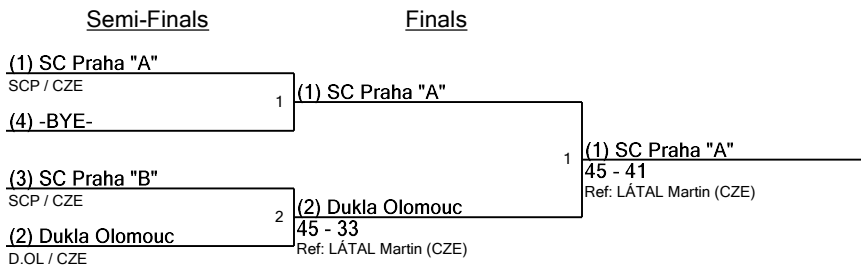 Semi-Finals
Finals
(1) SC Praha "A"
SCP / CZE
1
(1) SC Praha "A"
(4) -BYE-
1
(1) SC Praha "A"
45 - 41
Ref: LÁTAL Martin (CZE)
(3) SC Praha "B"
SCP / CZE
2
(2) Dukla Olomouc
45 - 33
Ref: LÁTAL Martin (CZE)
(2) Dukla Olomouc
D.OL / CZE